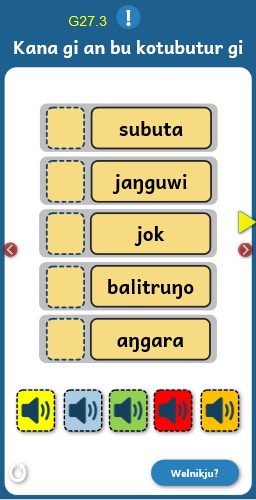 G27.3 !
Kana gi an bu kotubutur gi
subuta
jaŋguwi
jok
balitruŋo
aŋgara
Welnikju?